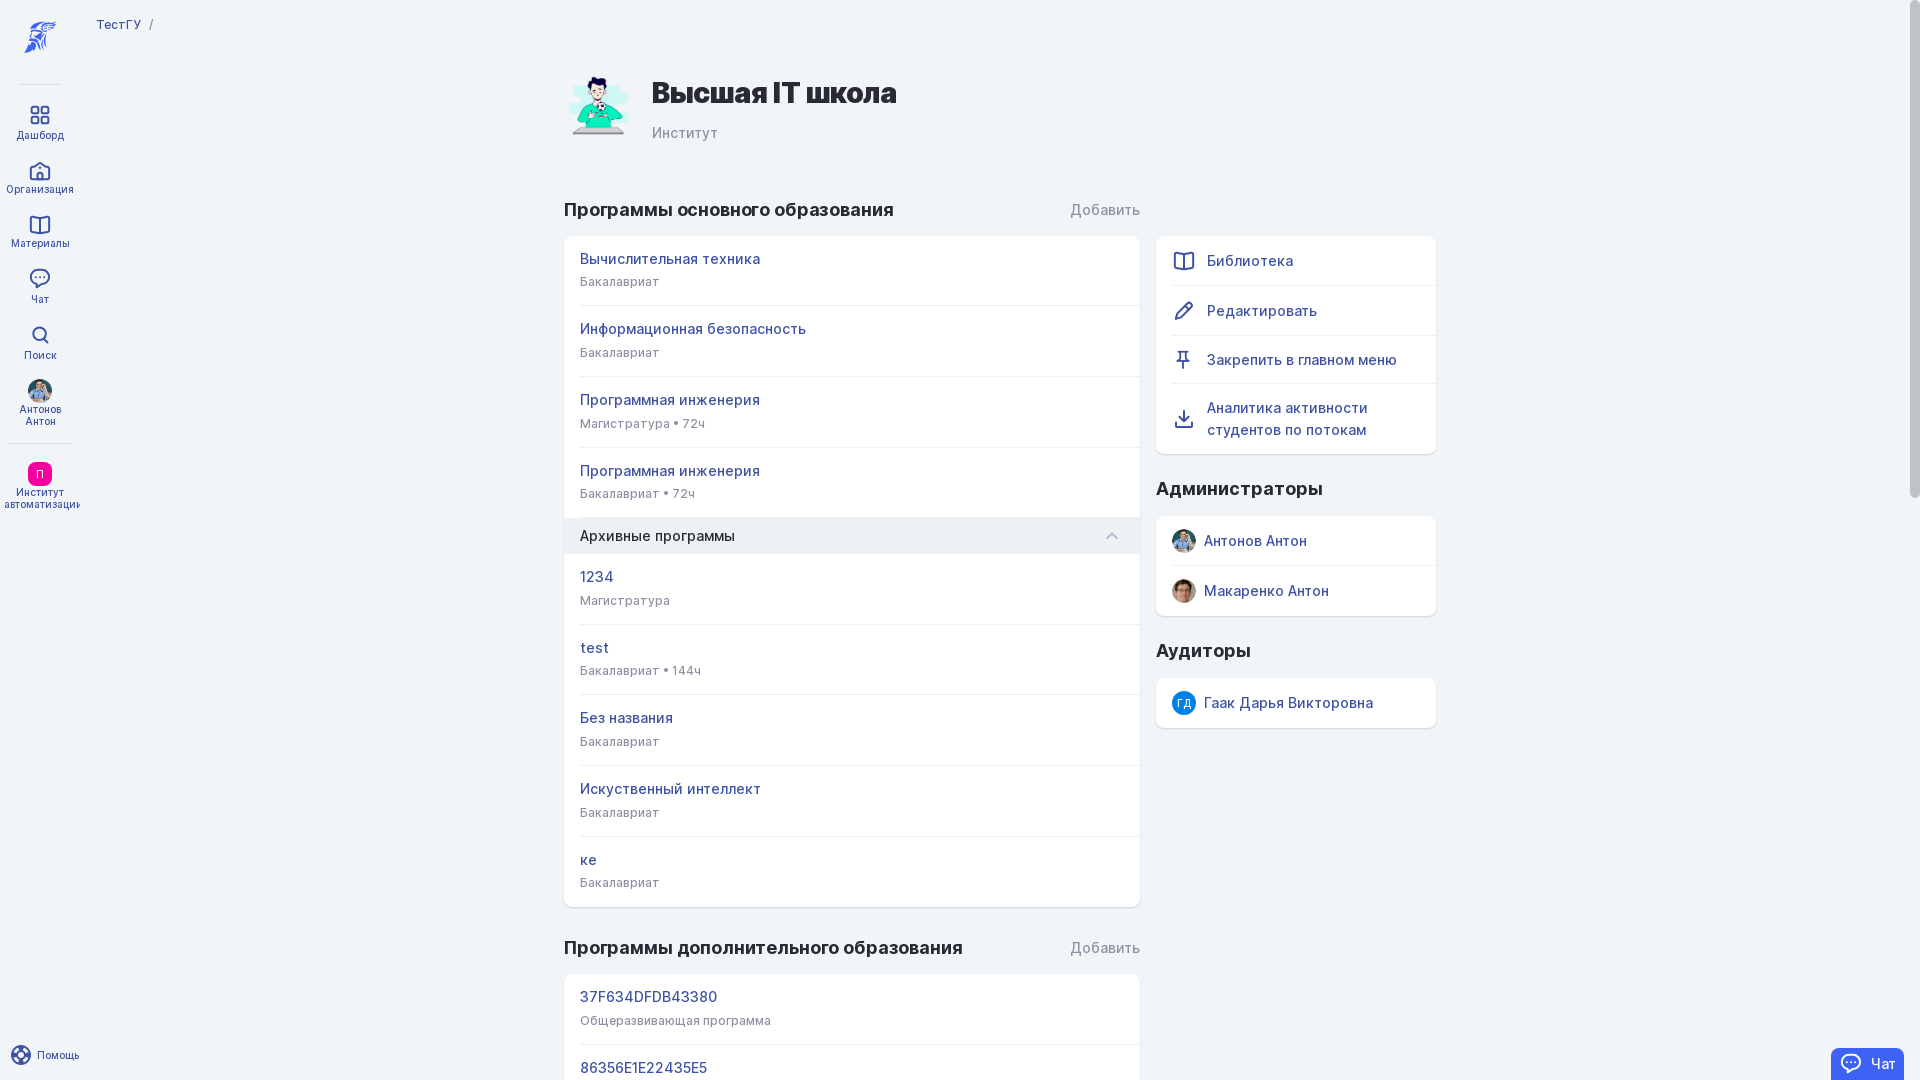 ТестГУ /
Дашборд
Организация
Материалы
Чат
Поиск
Антонов
Антон
П
Институт
автоматизации
Помощь
Высшая IT школа
Институт
Программы основного образования
Добавить
Вычислительная техника
Бакалавриат
Информационная безопасность
Бакалавриат
Программная инженерия
Магистратура • 72ч
Программная инженерия
Бакалавриат • 72ч
Архивные программы
1234
Магистратура
test
Бакалавриат • 144ч
Без названия
Бакалавриат
Искуственный интеллект
Бакалавриат
ке
Бакалавриат
Программы дополнительного образования
Добавить
37F634DFDB43380
Общеразвивающая программа
86356E1E22435E5
Библиотека
Редактировать
Закрепить в главном меню
Аналитика активности
студентов по потокам
Администраторы
Антонов Антон
Макаренко Антон
Аудиторы
ГД
Гаак Дарья Викторовна
Чат